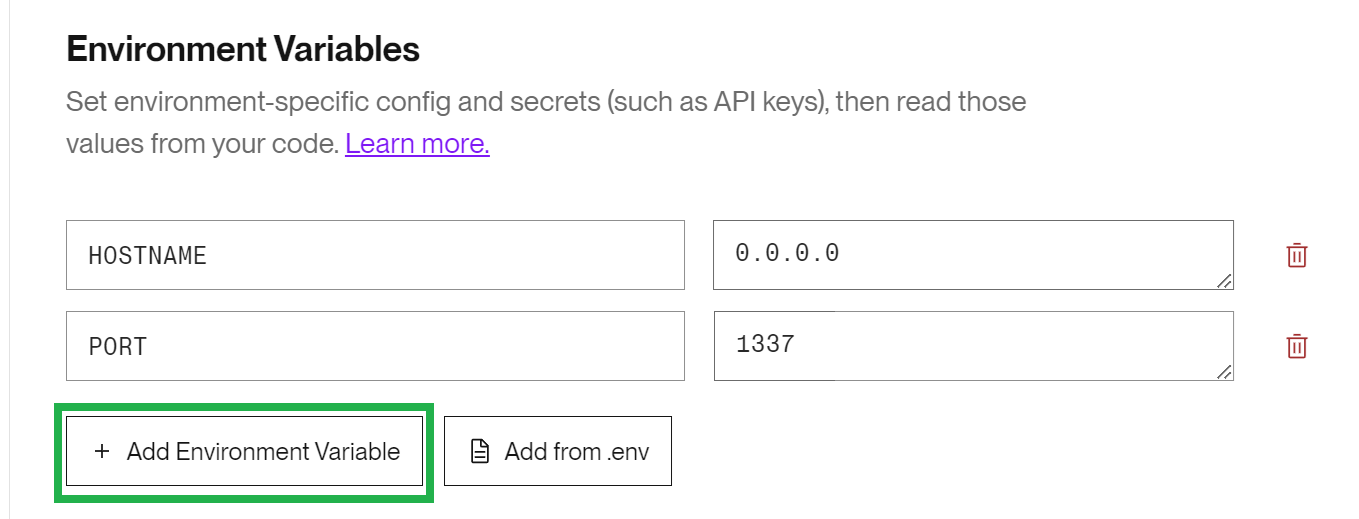 Environment Variables
Set environment-specific config and secrets (such as API keys), then read those
values from your code. Learn more.
HOSTNAME 0.0.0.0
PORT 1337
+ Add Environment Variable Add from .env